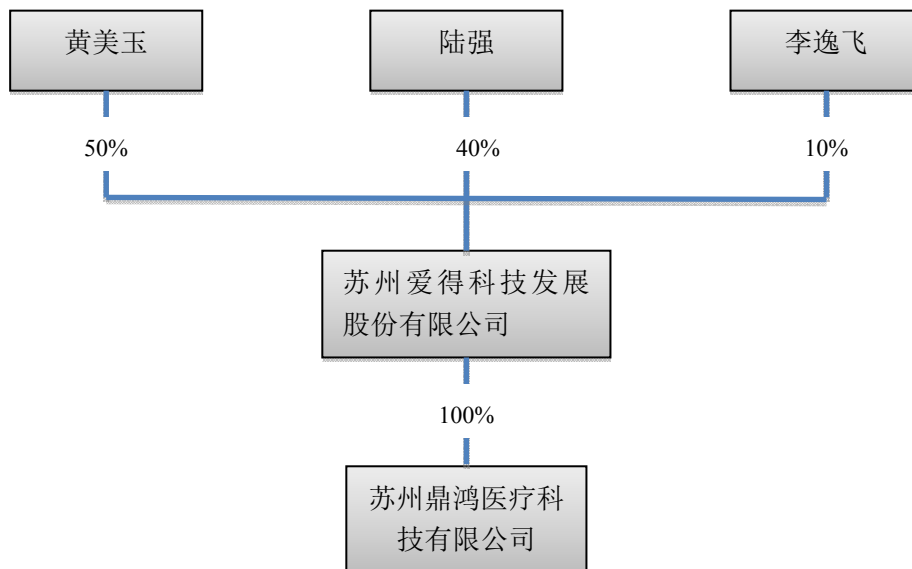 黄美玉
陆强
李逸飞
50%
40%
10%
苏州爱得科技发展
股份有限公司
100%
苏州鼎鸿医疗科
技有限公司